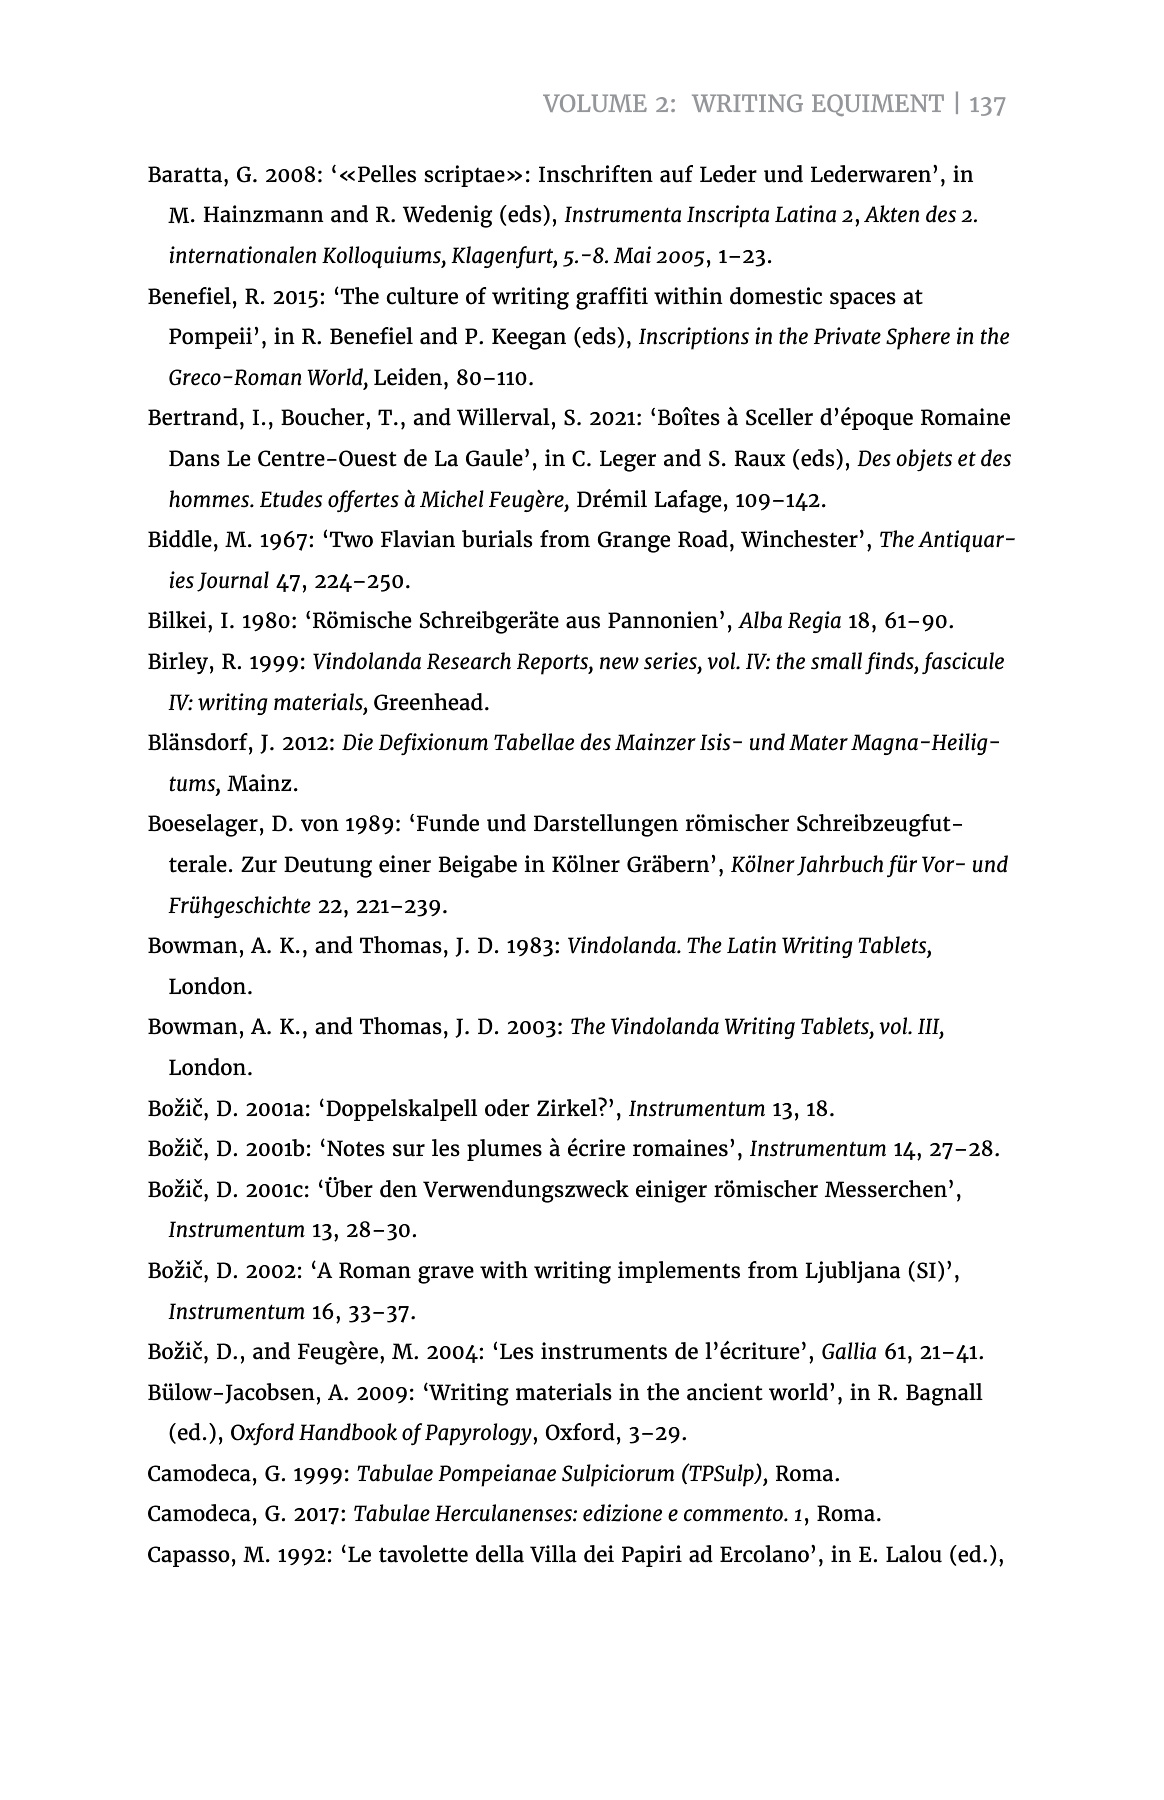 VOLUME 2: WRITING EQUIMENT | 137
Baratta, G. 2008: ‘«Pelles scriptae»: Inschriften auf Leder und Lederwaren’, in
M. Hainzmann and R. Wedenig (eds), Instrumenta Inscripta Latina 2, Akten des 2.
internationalen Kolloquiums, Klagenfurt, 5.-8. Mai 2005, 1–23.
Benefiel, R. 2015: ‘The culture of writing graffiti within domestic spaces at
Pompeii’, in R. Benefiel and P. Keegan (eds), Inscriptions in the Private Sphere in the
Greco-Roman World, Leiden, 80–110.
Bertrand, I., Boucher, T., and Willerval, S. 2021: ‘Boîtes à Sceller d’époque Romaine
Dans Le Centre-Ouest de La Gaule’, in C. Leger and S. Raux (eds), Des objets et des
hommes. Etudes offertes à Michel Feugère, Drémil Lafage, 109–142.
Biddle, M. 1967: ‘Two Flavian burials from Grange Road, Winchester’, The Antiquar-
ies Journal 47, 224–250.
Bilkei, I. 1980: ‘Römische Schreibgeräte aus Pannonien’, Alba Regia 18, 61–90.
Birley, R. 1999: Vindolanda Research Reports, new series, vol. IV: the small finds, fascicule
IV: writing materials, Greenhead.
Blänsdorf, J. 2012: Die Defixionum Tabellae des Mainzer Isis- und Mater Magna-Heilig-
tums, Mainz.
Boeselager, D. von 1989: ‘Funde und Darstellungen römischer Schreibzeugfut-
terale. Zur Deutung einer Beigabe in Kölner Gräbern’, Kölner Jahrbuch für Vor- und
Frühgeschichte 22, 221–239.
Bowman, A. K., and Thomas, J. D. 1983: Vindolanda. The Latin Writing Tablets,
London.
Bowman, A. K., and Thomas, J. D. 2003: The Vindolanda Writing Tablets, vol. III,
London.
Božič, D. 2001a: ‘Doppelskalpell oder Zirkel?’, Instrumentum 13, 18.
Božič, D. 2001b: ‘Notes sur les plumes à écrire romaines’, Instrumentum 14, 27–28.
Božič, D. 2001c: ‘Über den Verwendungszweck einiger römischer Messerchen’,
Instrumentum 13, 28–30.
Božič, D. 2002: ‘A Roman grave with writing implements from Ljubljana (SI)’,
Instrumentum 16, 33–37.
Božič, D., and Feugère, M. 2004: ‘Les instruments de l’écriture’, Gallia 61, 21–41.
Bülow-Jacobsen, A. 2009: ‘Writing materials in the ancient world’, in R. Bagnall
(ed.), Oxford Handbook of Papyrology, Oxford, 3–29.
Camodeca, G. 1999: Tabulae Pompeianae Sulpiciorum (TPSulp), Roma.
Camodeca, G. 2017: Tabulae Herculanenses: edizione e commento. 1, Roma.
Capasso, M. 1992: ‘Le tavolette della Villa dei Papiri ad Ercolano’, in E. Lalou (ed.),